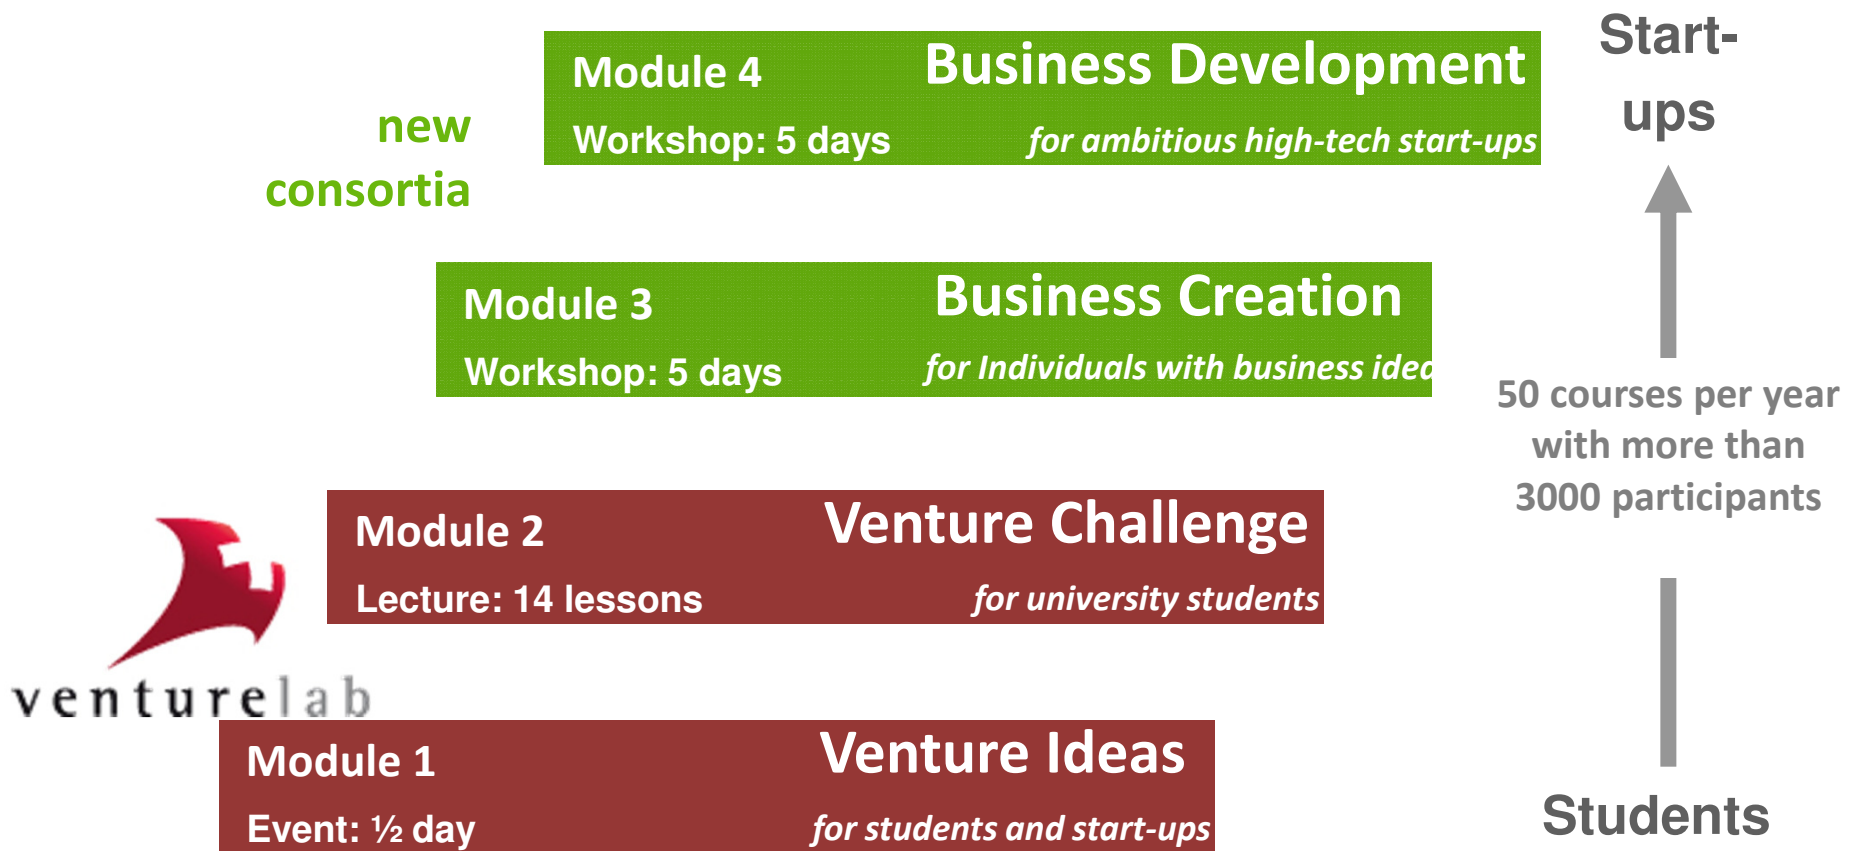 Module 4
Business Development
Workshop: 5 days
for ambitious high-tech start-ups
Start-
ups
new
consortia
Module 3
Business Creation
Workshop: 5 days
for Individuals with business idea
50 courses per year
with more than
3000 participants
Module 2
Venture Challenge
Lecture: 14 lessons
for university students
venturelab
Module 1
Venture Ideas
Event: ½ day
for students and start-ups
Students